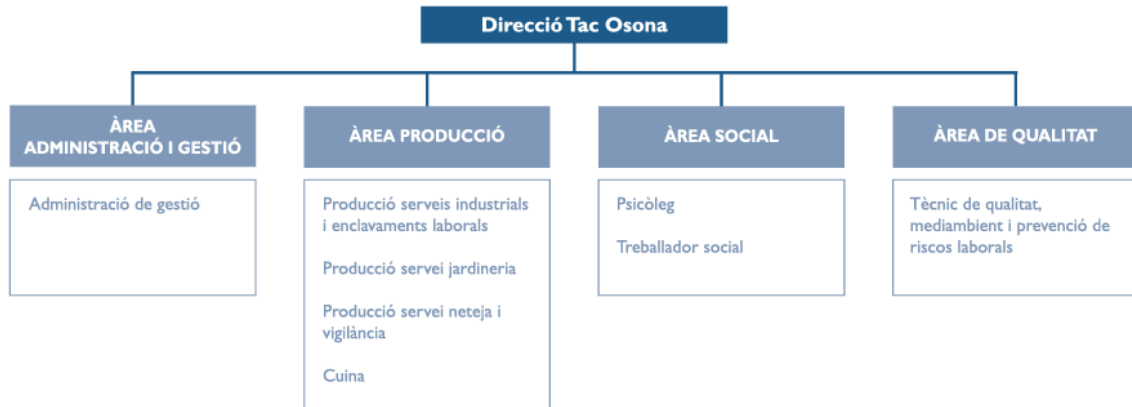 Direcció Tac Osona
ÀREA
ADMINISTRACIÓ I GESTIÓ
Administració de gestió
ÀREA PRODUCCIÓ
Producció serveis industrials
i enclavaments laborals
Producció servei jardineria
Producció servei neteja i
vigilància
Cuina
ÀREA SOCIAL
Psicòleg
Treballador social
ÀREA DE QUALITAT
Tècnic de qualitat,
mediambient i prevenció de
riscos laborals